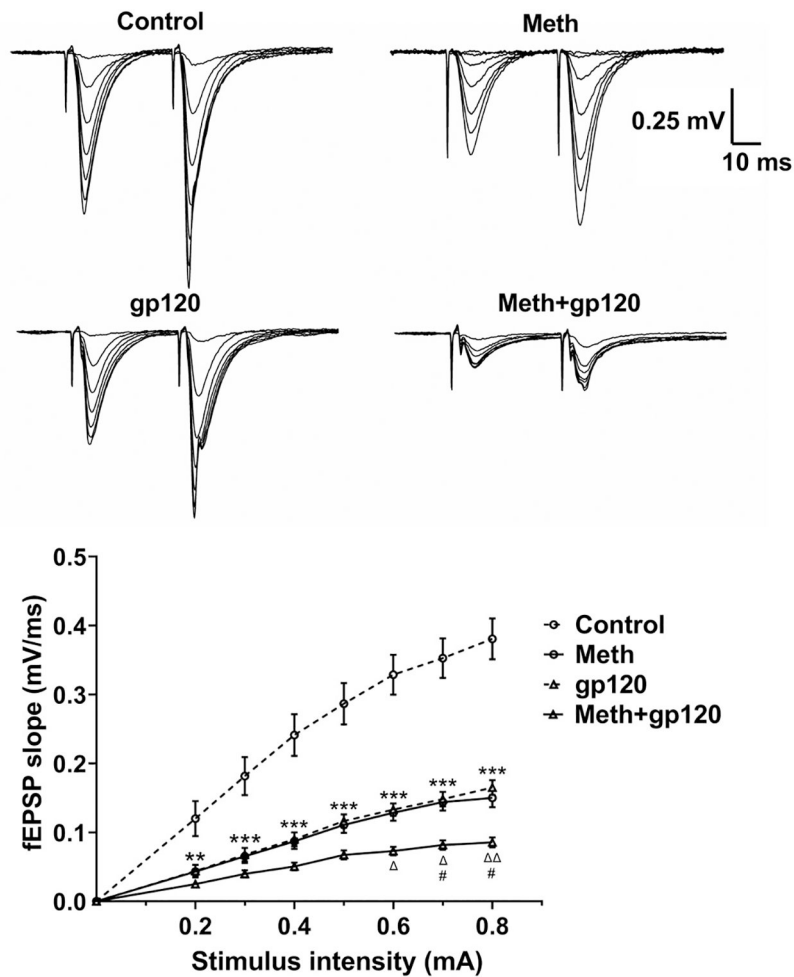 Control
Meth
0.25 mV
10 ms
gp120
Meth+gp120
fEPSP slope (mV/ms)
0.5
0.4
0.3
0.2
0.1
0.0
Control
Meth
gp120
Meth+gp120
** *** *** *** *** *** ***
Δ Δ ΔΔ
# #
0.2 0.4 0.6 0.8
Stimulus intensity (mA)